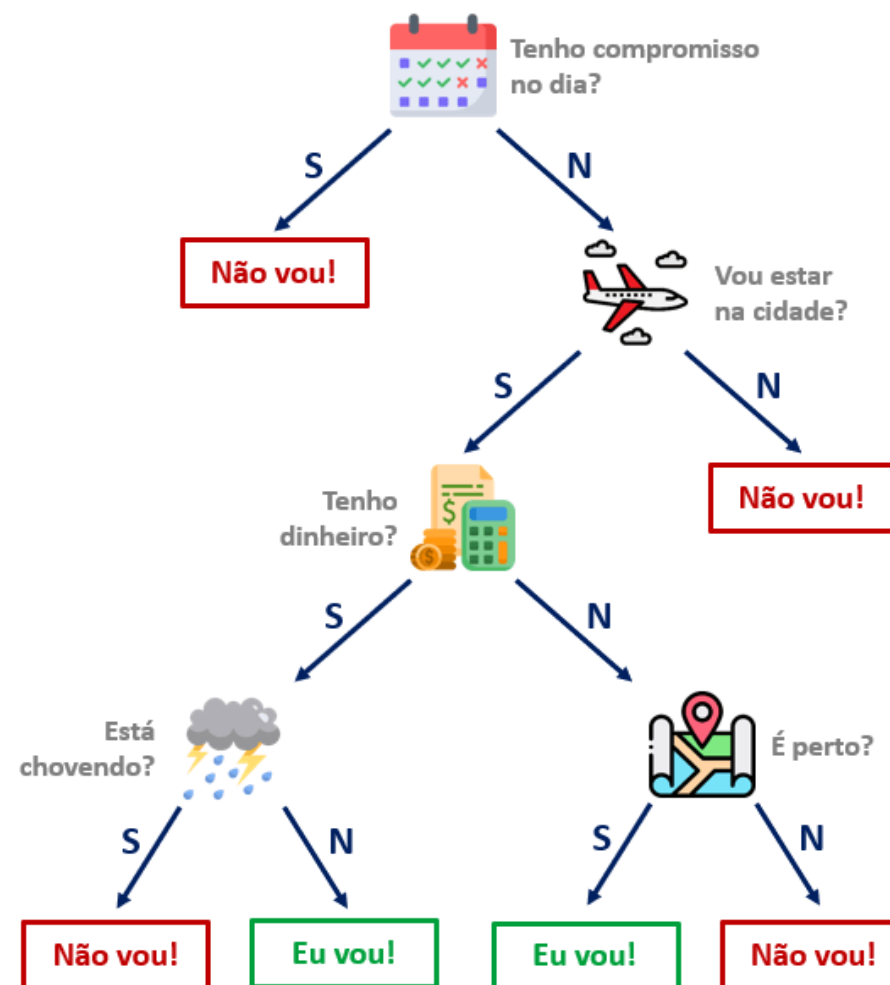 Tenho compromisso
no dia?
S
N
Não vou!
Vou estar
na cidade?
S
N
Tenho
dinheiro?
Não vou!
S
N
Está
chovendo?
É perto?
S
N
S
N
Não vou!
Eu vou!
Eu vou!
Não vou!